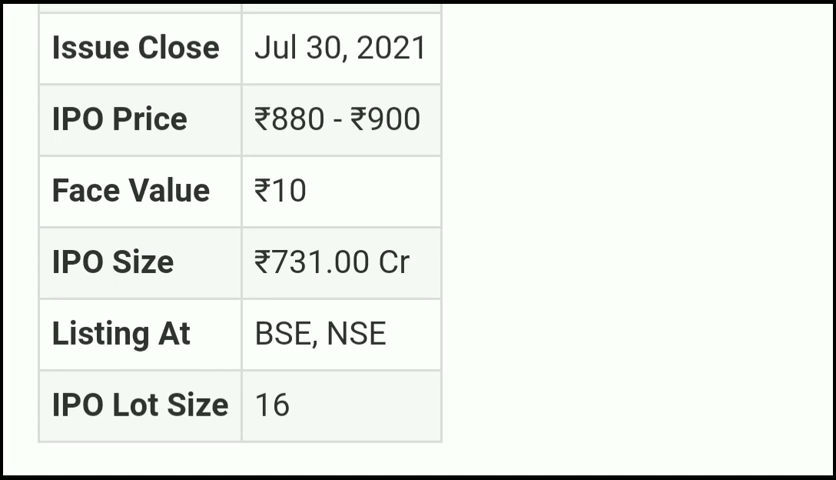 Issue Close Jul 30, 2021
IPO Price ₹880 - ₹900
Face Value ₹10
IPO Size ₹731.00 Cr
Listing At BSE, NSE
IPO Lot Size 16